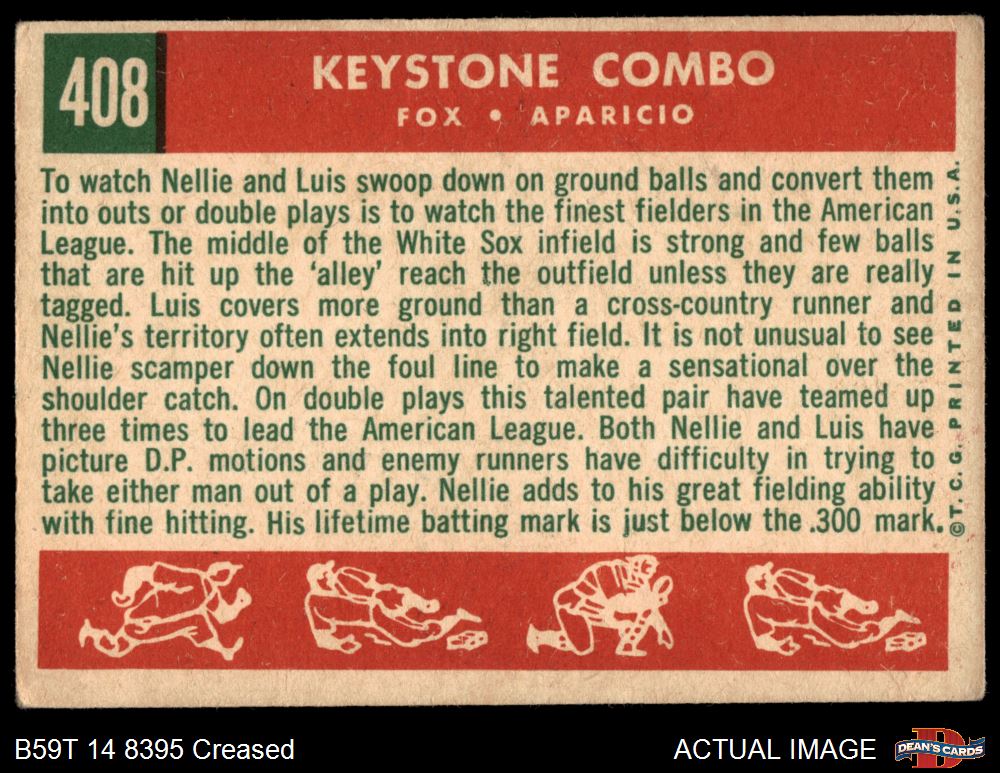 408
KEYSTONE COMBO
FOX • APARICIO
To watch Nellie and Luis swoop down on ground balls and convert them
into outs or double plays is to watch the finest fielders in the American
League. The middle of the White Sox infield is strong and few balls
that are hit up the ‘alley’ reach the outfield unless they are really
tagged. Luis covers more ground than a cross-country runner and
Nellie's territory often extends into right field. It is not unusual to see
Nellie scamper down the foul line to make a sensational over the
shoulder catch. On double plays this talented pair have teamed up
three times to lead the American League. Both Nellie and Luis have
picture D.P. motions and enemy runners have difficulty in trying to
take either man out of a play. Nellie adds to his great fielding ability
with fine hitting. His lifetime batting mark is just below the .300 mark.
©T. C. G. PRINTED IN U.S.A.
B59T 14 8395 Creased
ACTUAL IMAGE
D
DEAN'S CARDS